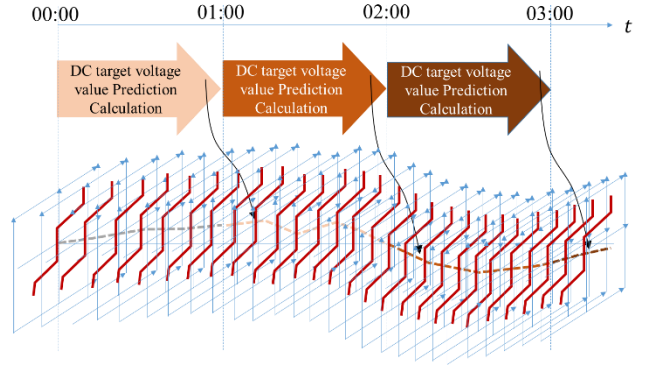 00:00 01:00 02:00 03:00
t
DC target voltage
value Prediction
Calculation
DC target voltage
value Prediction
Calculation
DC target voltage
value Prediction
Calculation